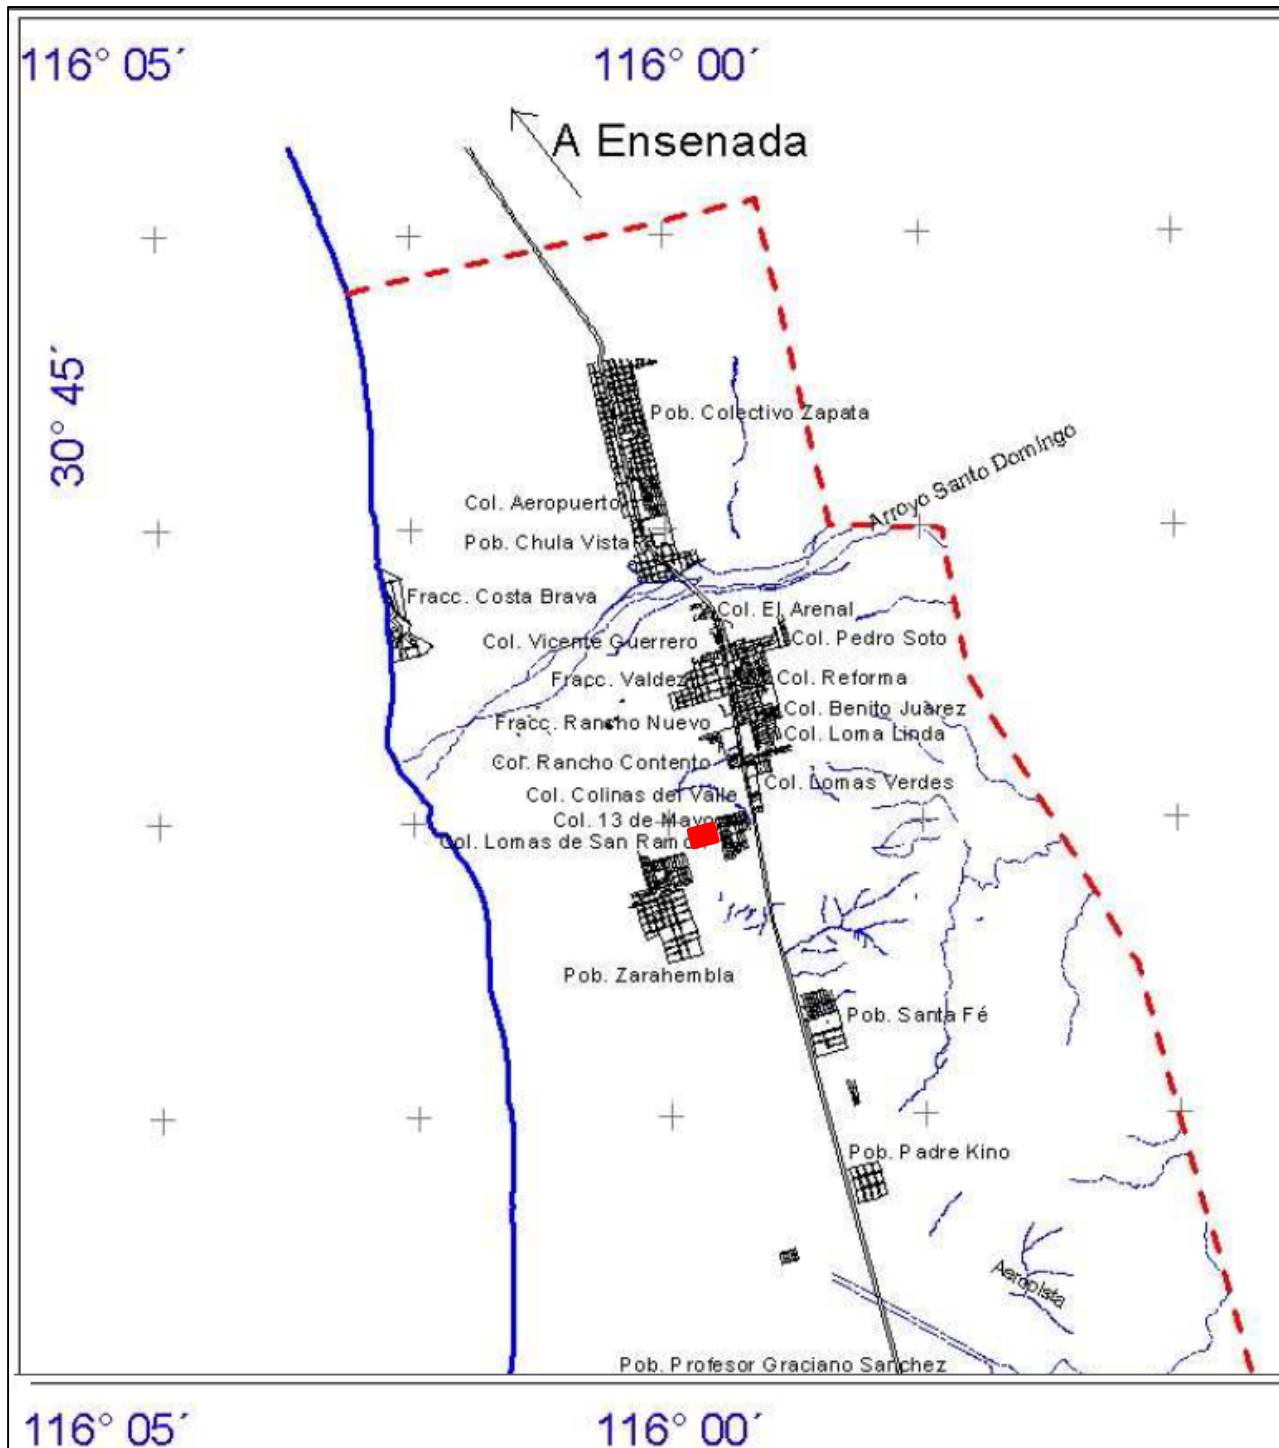 116° 05´
116° 00´
A Ensenada
30° 45´
Pob. Colectivo Zapata
Arroyo Santo Domingo
Col. Aeropuerto
Pob. Chula Vista
Fracc. Costa Brava
Col. El Arenal
Col. Vicente Guerrero
Col. Pedro Soto
Fracc. Valdez
Col. Reforma
Col. Benito Juarez
Fracc. Rancho Nuevo
Col. Loma Linda
Col. Rancho Contento
Col. Lomas Verdes
Col. Colinas del Valle
Col. 13 de Mayo
Col. Lomas de San Ramo
Pob. Zarahembla
Pob. Santa Fé
Pob. Padre Kino
Aeropista
Pob. Profesor Graciano Sanchez
116° 05´
116° 00´